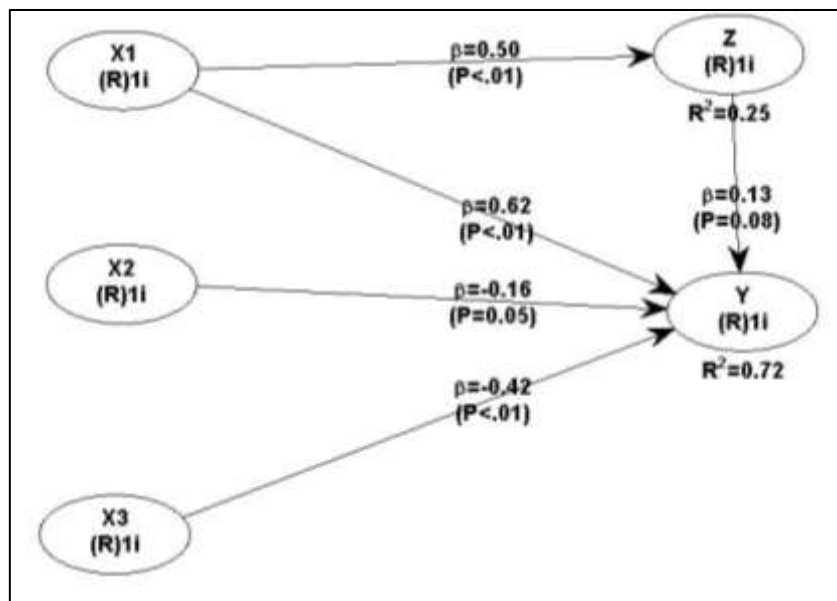 X1
(R)1i
β=0.50
(P<.01)
Z
(R)1i
R²=0.25
β=0.62
(P<.01)
β=0.13
(P=0.08)
X2
(R)1i
β=-0.16
(P=0.05)
Y
(R)1i
R²=0.72
β=-0.42
(P<.01)
X3
(R)1i